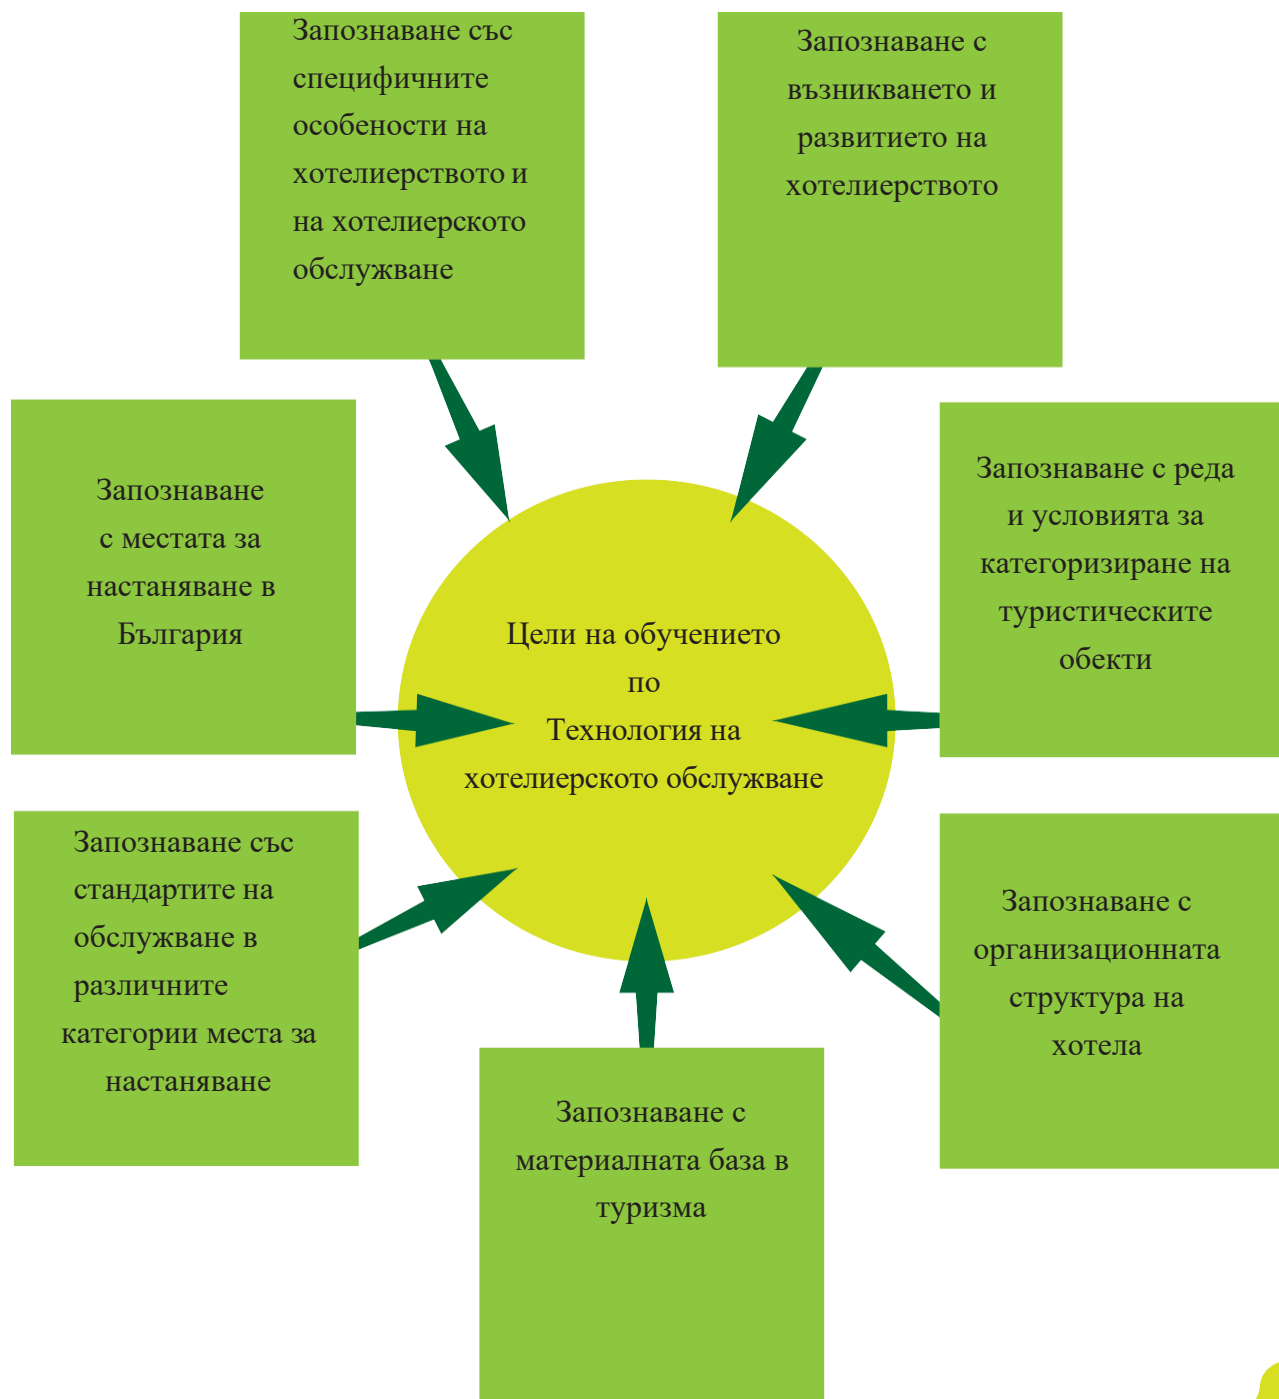 Запознаване със
специфичните
особености на
хотелиерството и
на хотелиерското
обслужване
Запознаване с
възникването и
развитието на
хотелиерството
Запознаване
с местата за
настаняване в
България
Запознаване с реда
и условията за
категоризиране на
туристическите
обекти
Цели на обучението
по
Технология на
хотелиерското обслужване
Запознаване със
стандартите на
обслужване в
различните
категории места за
настаняване
Запознаване с
организационната
структура на
хотела
Запознаване с
материалната база в
туризма